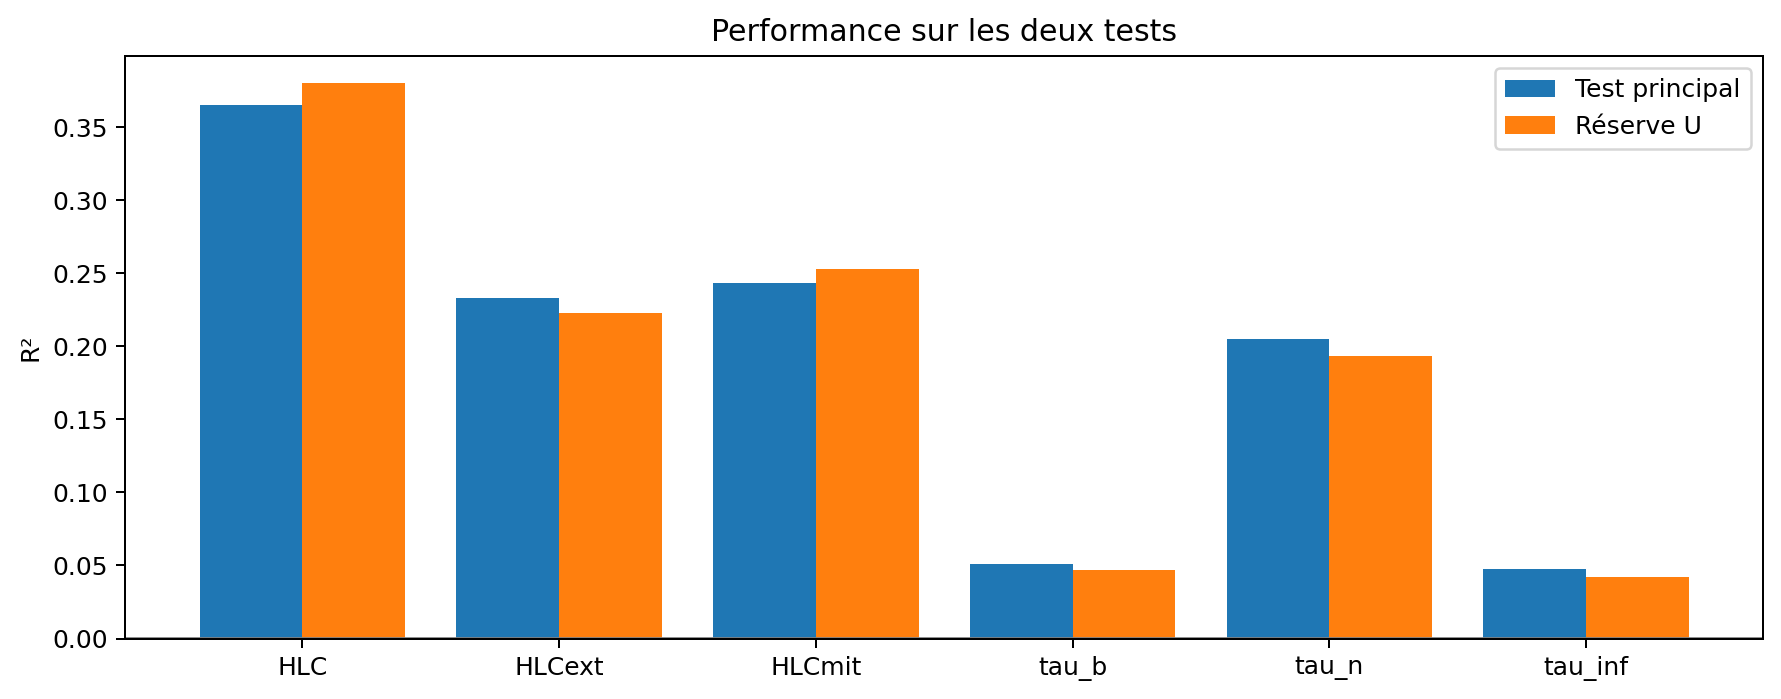 Performance sur les deux tests
Test principal
Réserve U
R²
0.35
0.30
0.25
0.20
0.15
0.10
0.05
0.00
HLC HLCext HLCmit tau_b tau_n tau_inf